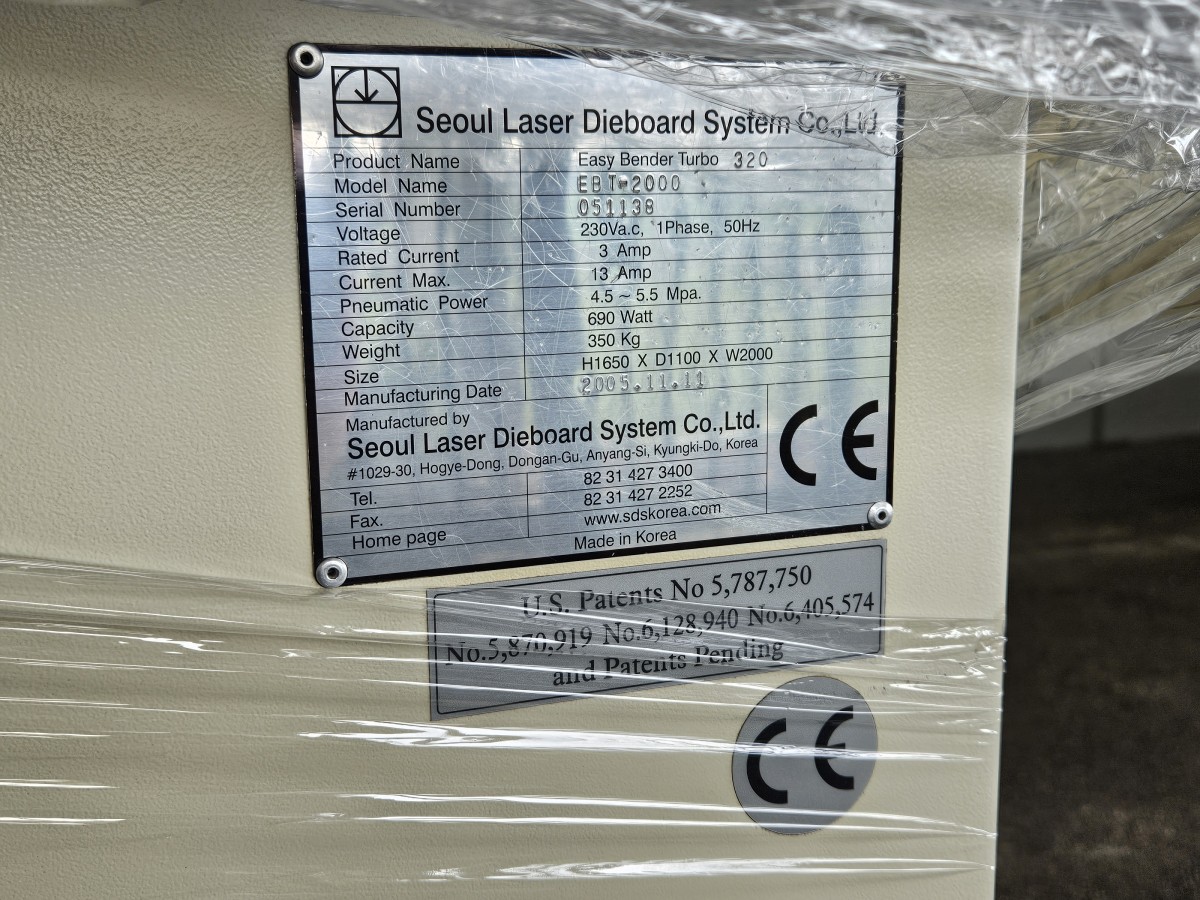 Seoul Laser Dieboard System Co.,Ltd.
Product Name Easy Bender Turbo 320
Model Name EBT-2000
Serial Number 051138
Voltage 230Va.c, 1Phase, 50Hz
Rated Current 3 Amp
Current Max. 13 Amp
Pneumatic Power 4.5 ~ 5.5 Mpa.
Capacity 690 Watt
Weight 350 Kg
Size H1650 X D1100 X W2000
Manufacturing Date 2005.11.11
Manufactured by
Seoul Laser Dieboard System Co.,Ltd.
#1029-30, Hogye-Dong, Dongan-Gu, Anyang-Si, Kyungki-Do, Korea
CE
Tel. 82 31 427 3400
Fax. 82 31 427 2252
Home page www.sdskorea.com
Made in Korea
U.S. Patents No 5,787,750
No.5,870,919 No.6,128,940 No.6,405,574
and Patents Pending
CE